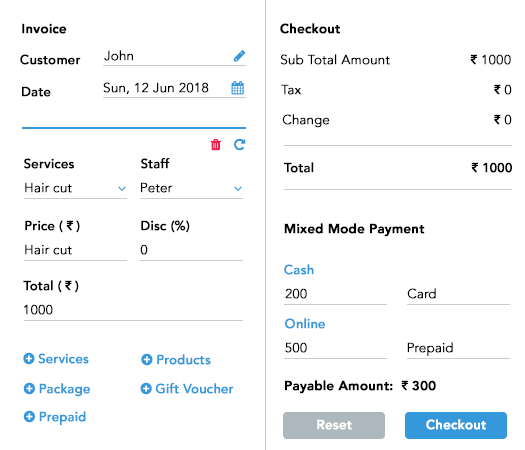 Invoice
Customer John
Date Sun, 12 Jun 2018
Services Staff
Hair cut Peter
Price ( ₹ ) Disc (%)
Hair cut 0
Total ( ₹ )
1000
Services Products
Package Gift Voucher
Prepaid
Checkout
Sub Total Amount ₹ 1000
Tax ₹ 0
Change ₹ 0
Total ₹ 1000
Mixed Mode Payment
Cash
200 Card
Online
500 Prepaid
Payable Amount: ₹ 300
Reset Checkout